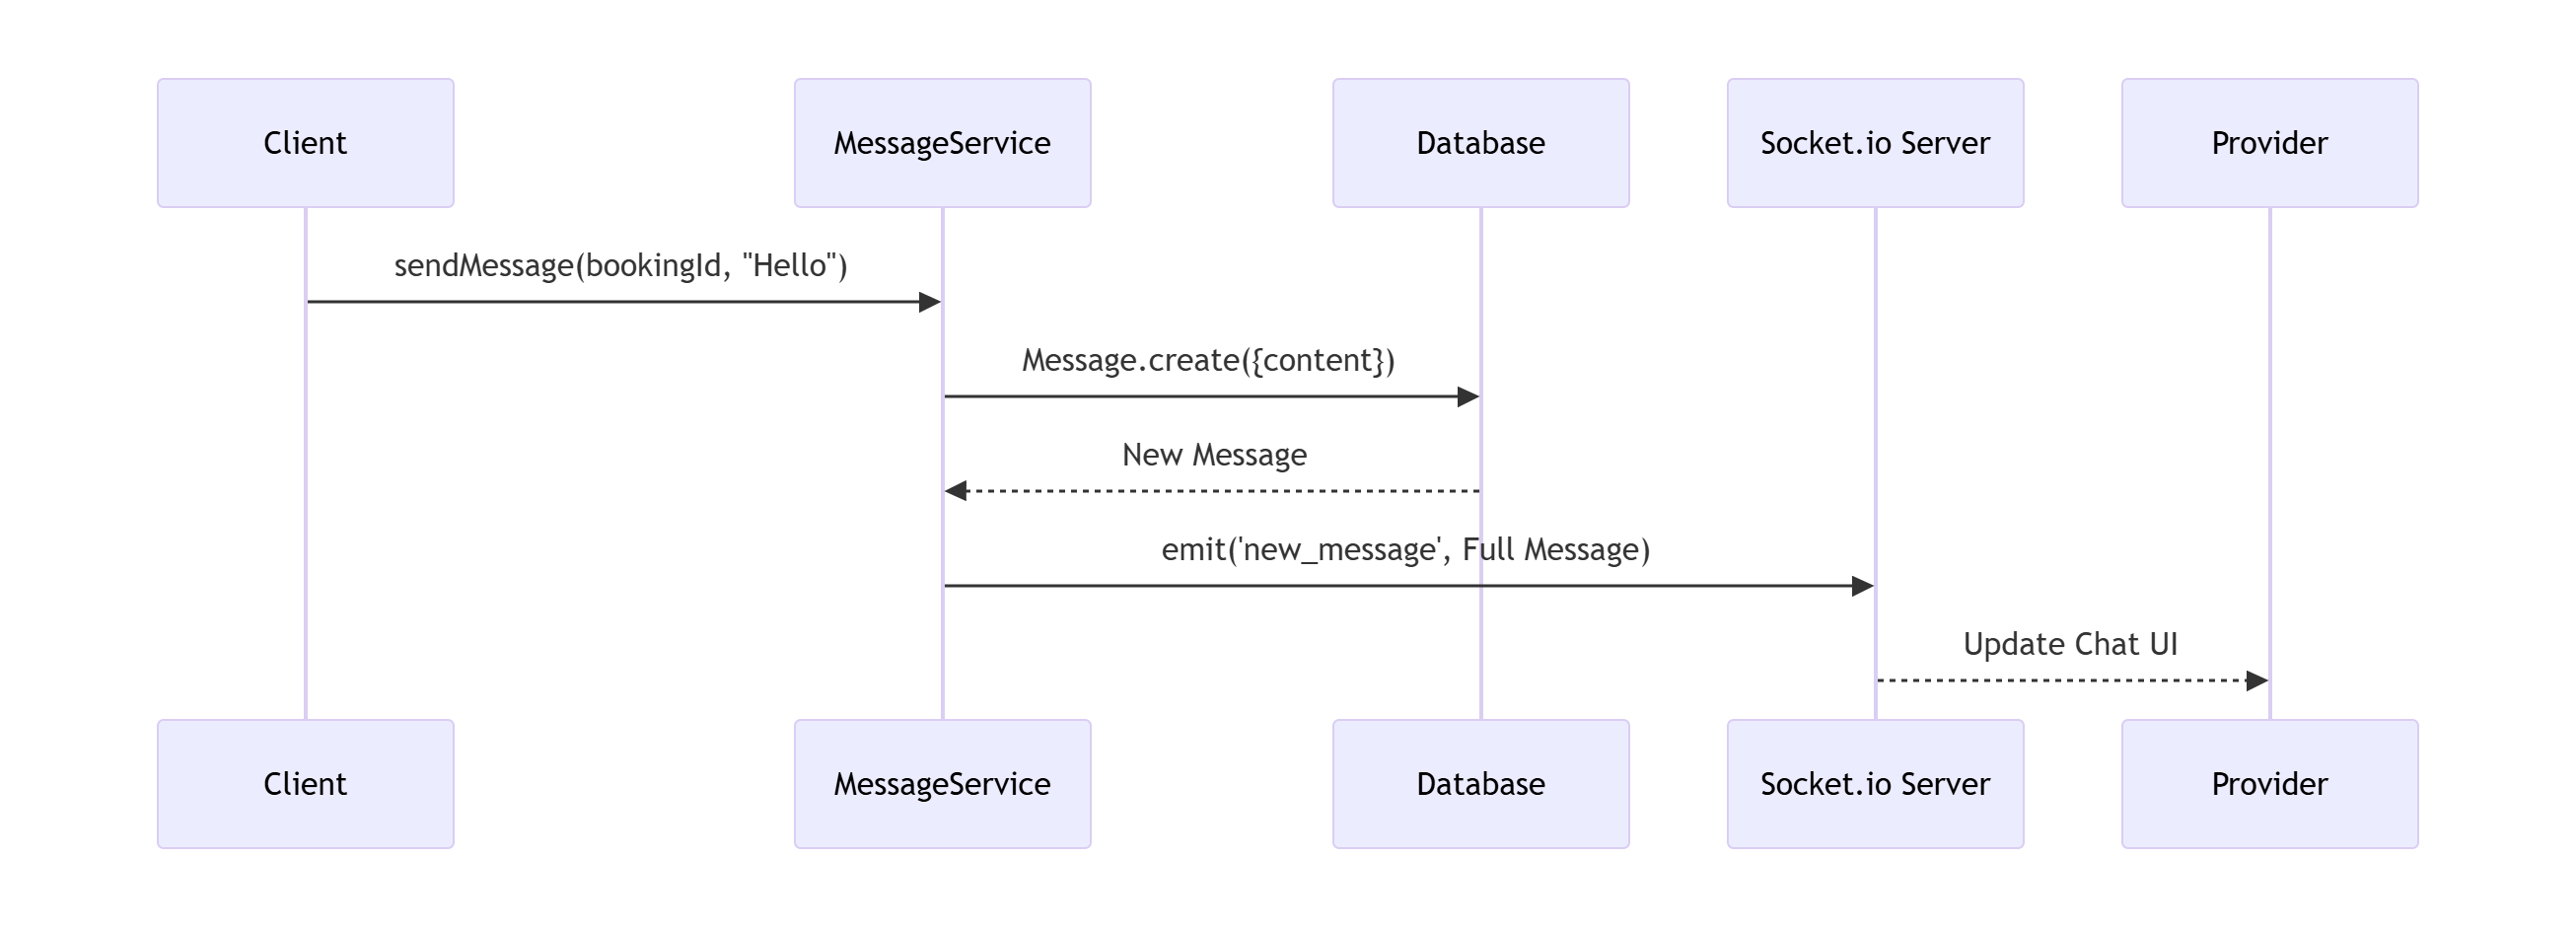 Client
MessageService
Database
Socket.io Server
Provider
sendMessage(bookingId, "Hello")
Message.create({content})
New Message
emit('new_message', Full Message)
Update Chat UI
Client
MessageService
Database
Socket.io Server
Provider